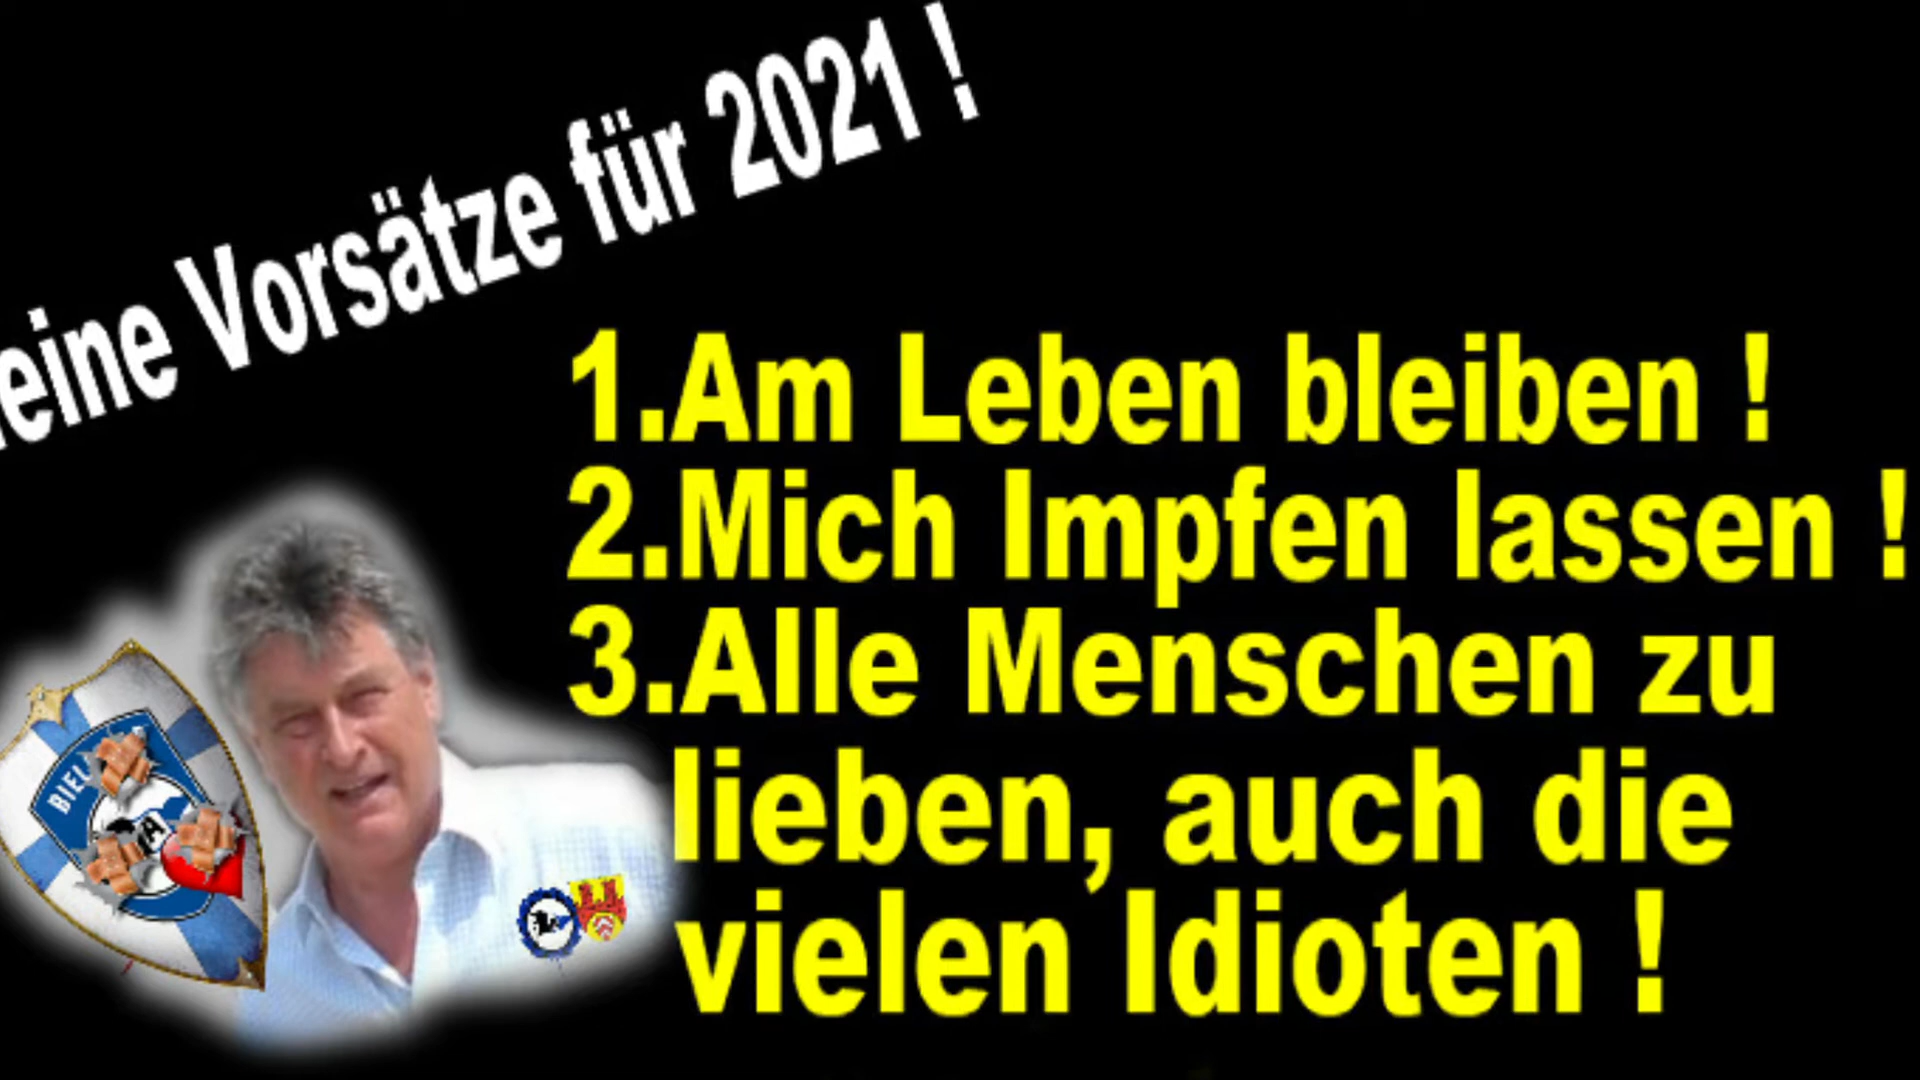 eine Vorsätze für 2021 !
1.Am Leben bleiben !
2.Mich Impfen lassen !
3.Alle Menschen zu
lieben, auch die
vielen Idioten !
BIEL
A